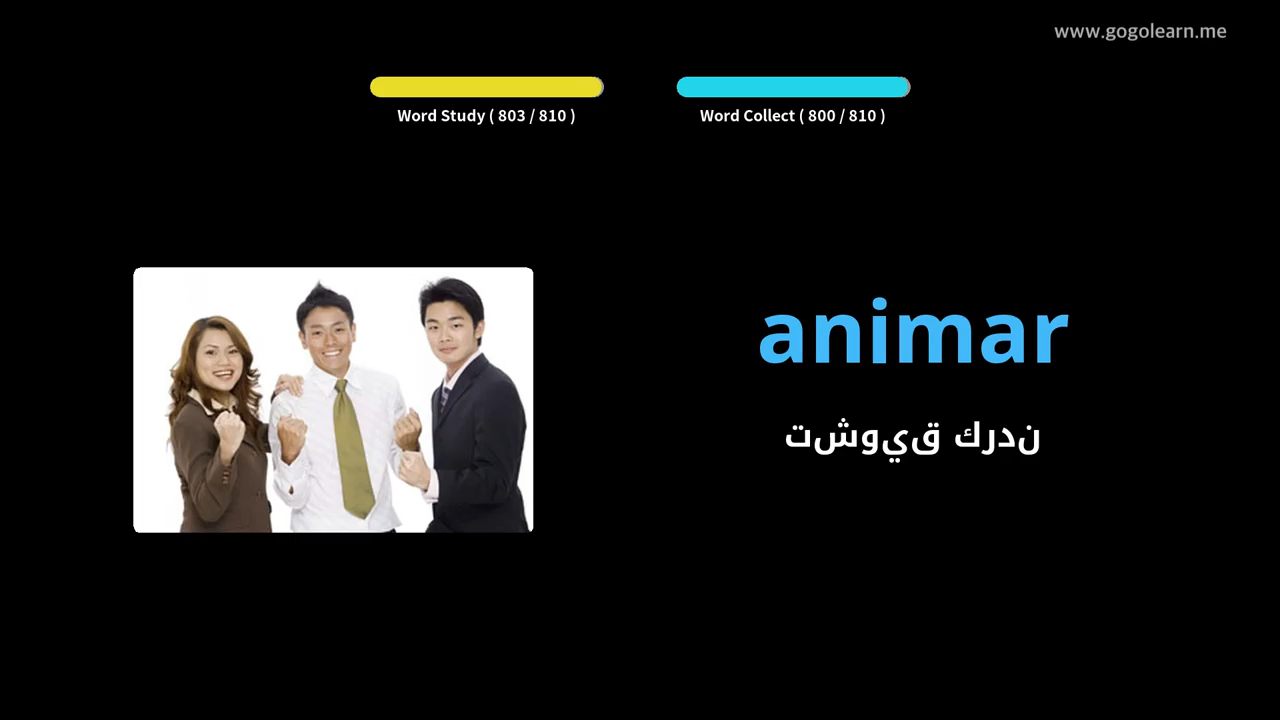 www.gogolearn.me
Word Study ( 803 / 810 )
Word Collect ( 800 / 810 )
animar
ندرك قيوشت